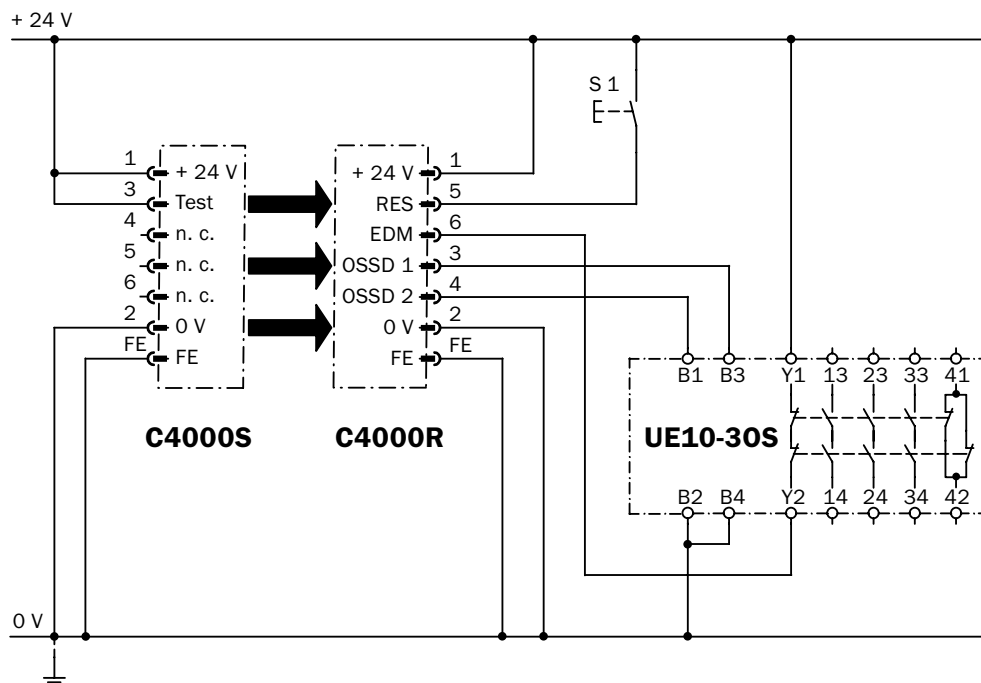 + 24 V
S 1
1 + 24 V
3 Test
4 n. c.
5 n. c.
6 n. c.
2 0 V
FE FE
C4000S
+ 24 V 1
RES 5
EDM 6
OSSD 1 3
OSSD 2 4
0 V 2
FE FE
C4000R
B1 B3 Y1 13 23 33 41
UE10-3OS
B2 B4 Y2 14 24 34 42
0 V